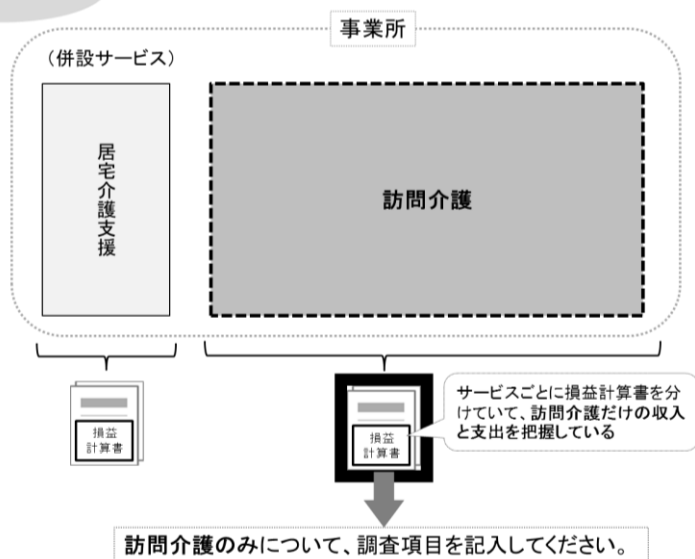 事業所
(併設サービス)
居宅介護支援
訪問介護
損益
計算書
損益
計算書
サービスごとに損益計算書を分
けていて、訪問介護だけの収入
と支出を把握している
訪問介護のみについて、調査項目を記入してください。